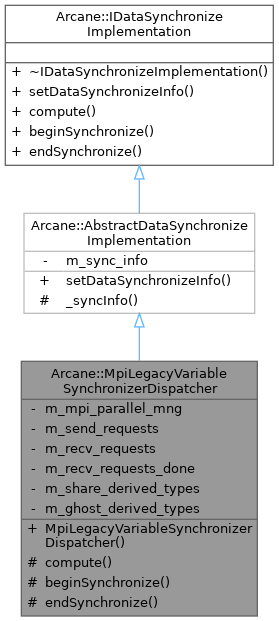 Arcane::IDataSynchronize
Implementation
+ ~IDataSynchronizeImplementation()
+ setDataSynchronizeInfo()
+ compute()
+ beginSynchronize()
+ endSynchronize()
Arcane::AbstractDataSynchronize
Implementation
- m_sync_info
+ setDataSynchronizeInfo()
# _syncInfo()
Arcane::MpiLegacyVariable
SynchronizerDispatcher
- m_mpi_parallel_mng
- m_send_requests
- m_recv_requests
- m_recv_requests_done
- m_share_derived_types
- m_ghost_derived_types
+ MpiLegacyVariableSynchronizer
Dispatcher()
# compute()
# beginSynchronize()
# endSynchronize()